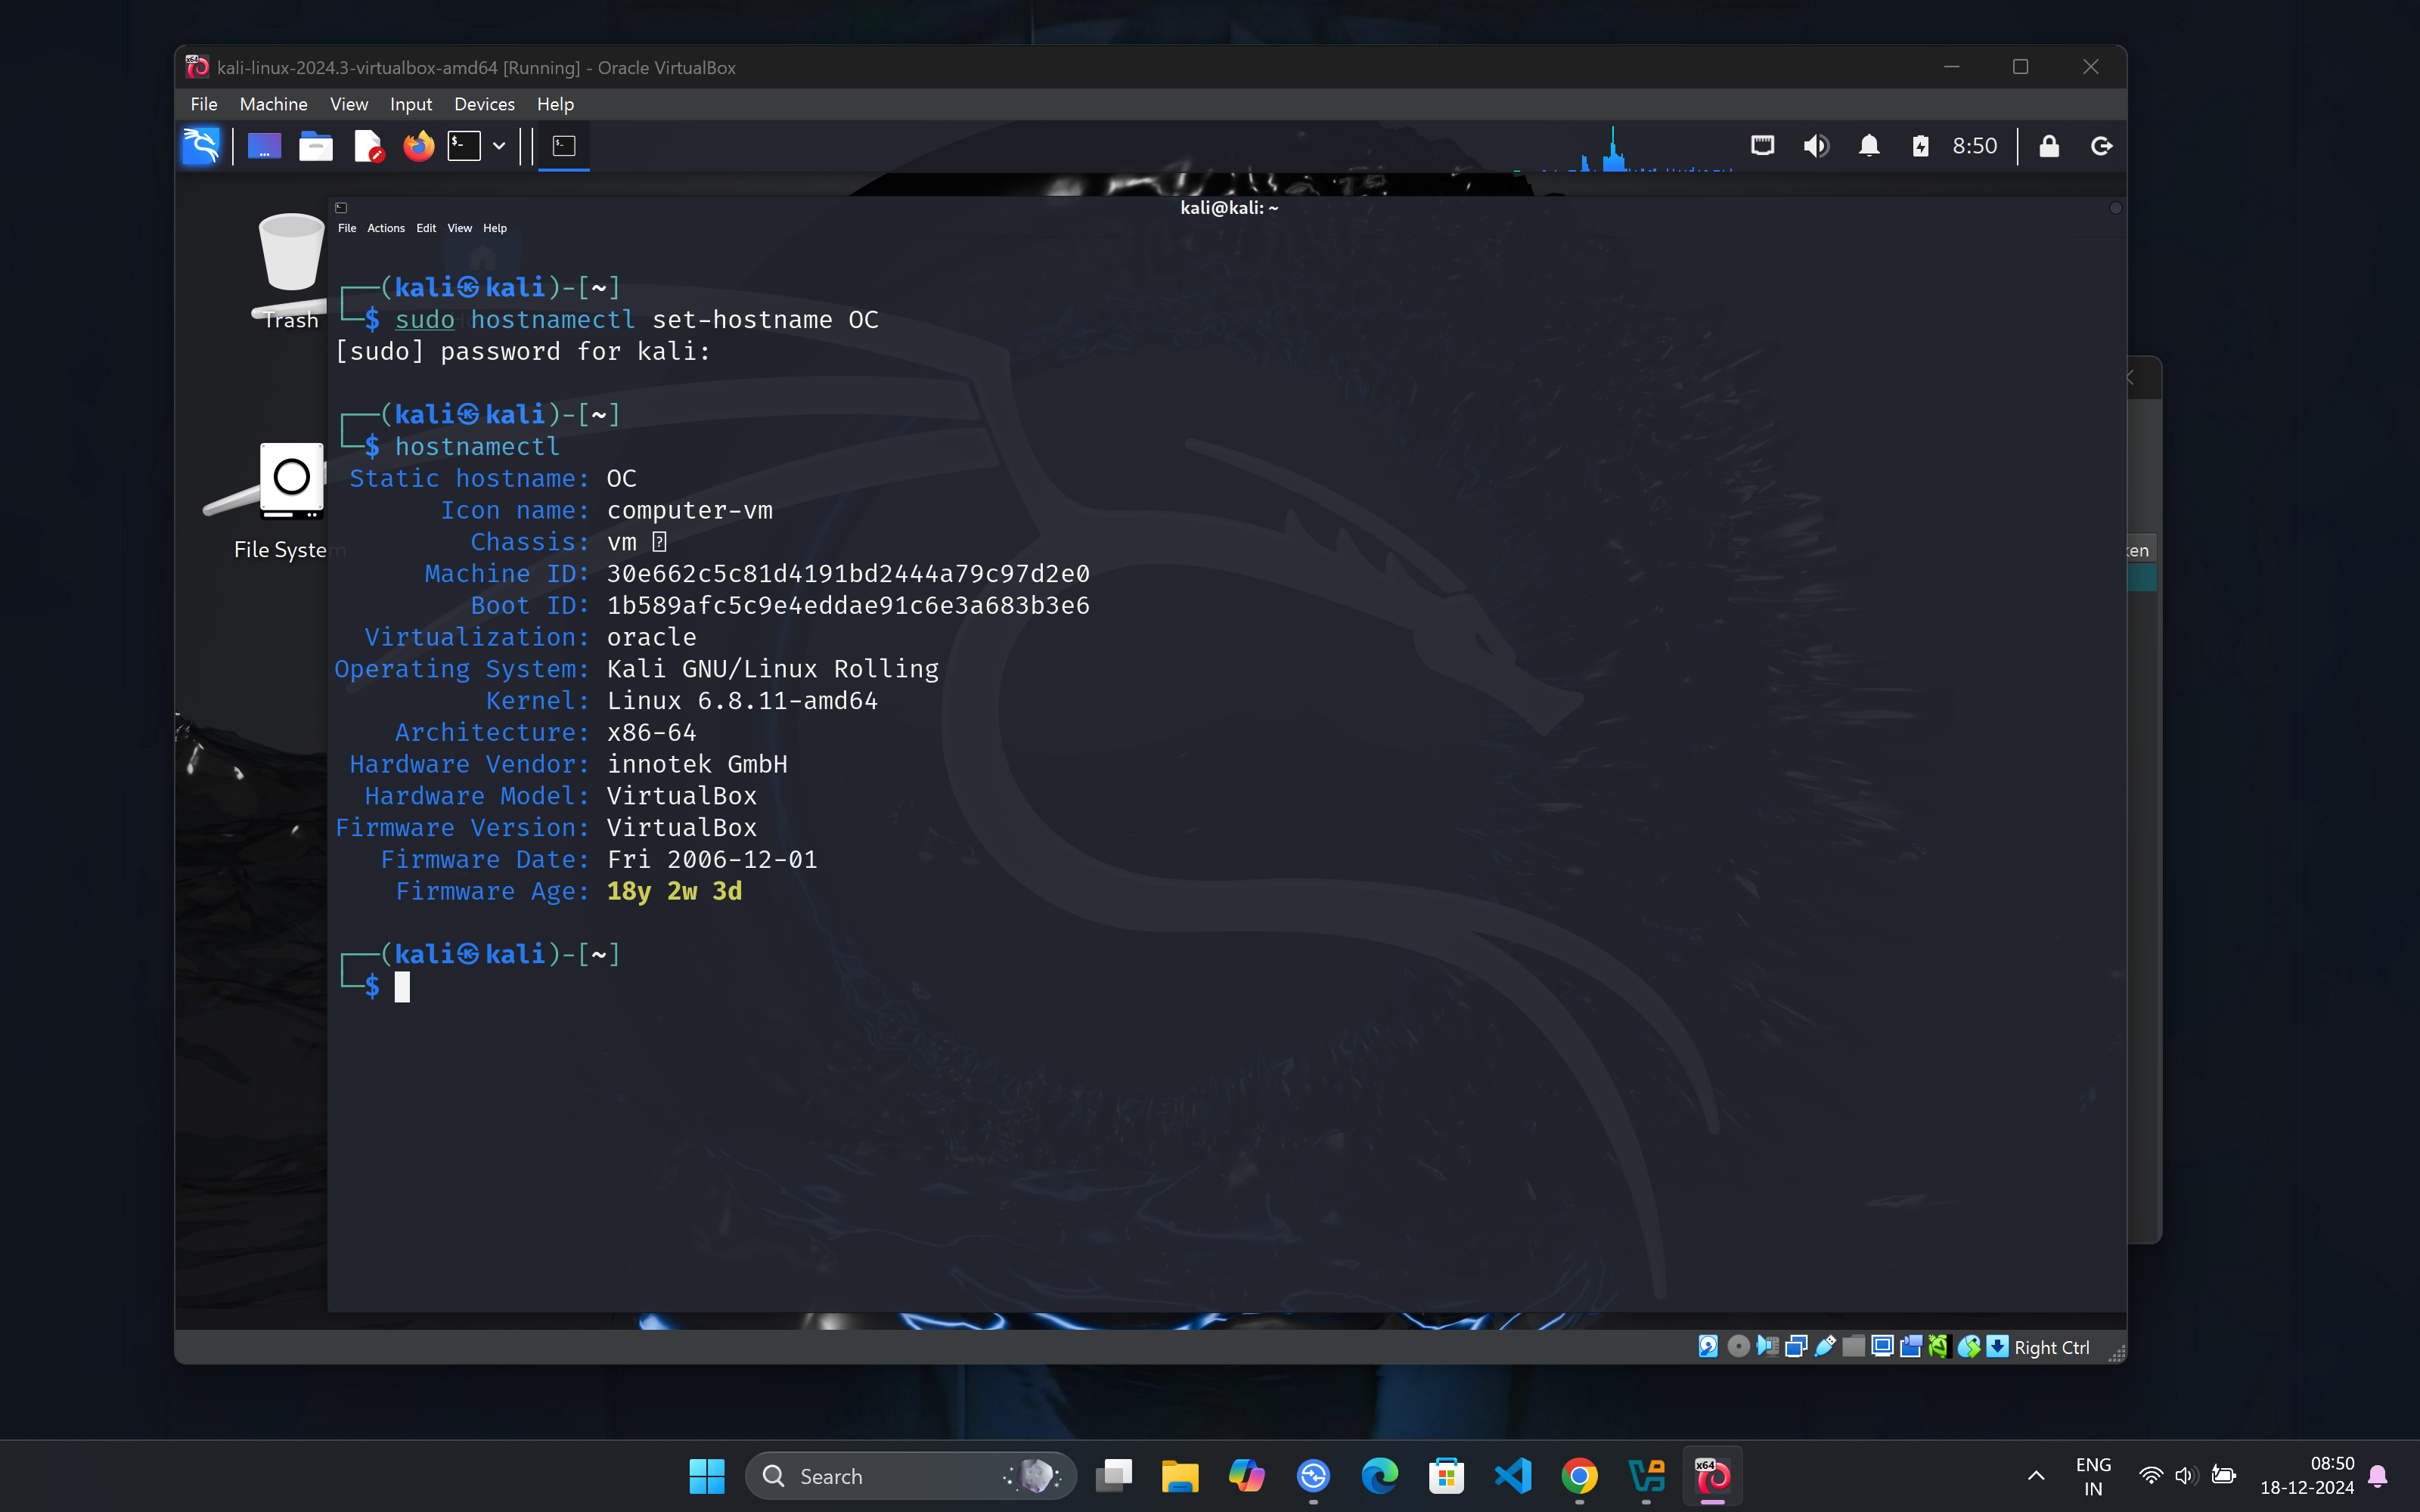 kali-linux-2024.3-virtualbox-amd64 [Running] - Oracle VirtualBox
File Machine View Input Devices Help
8:50
kali@kali: ~
File Actions Edit View Help
Trash
File System
┌──(kali㉿kali)-[~]
└─$ sudo hostnamectl set-hostname OC
[sudo] password for kali:
┌──(kali㉿kali)-[~]
└─$ hostnamectl
Static hostname: OC
Icon name: computer-vm
Chassis: vm
Machine ID: 30e662c5c81d4191bd2444a79c97d2e0
Boot ID: 1b589afc5c9e4eddae91c6e3a683b3e6
Virtualization: oracle
Operating System: Kali GNU/Linux Rolling
Kernel: Linux 6.8.11-amd64
Architecture: x86-64
Hardware Vendor: innotek GmbH
Hardware Model: VirtualBox
Firmware Version: VirtualBox
Firmware Date: Fri 2006-12-01
Firmware Age: 18y 2w 3d
┌──(kali㉿kali)-[~]
└─$
Right Ctrl
Search
x64
ENG
IN
08:50
18-12-2024